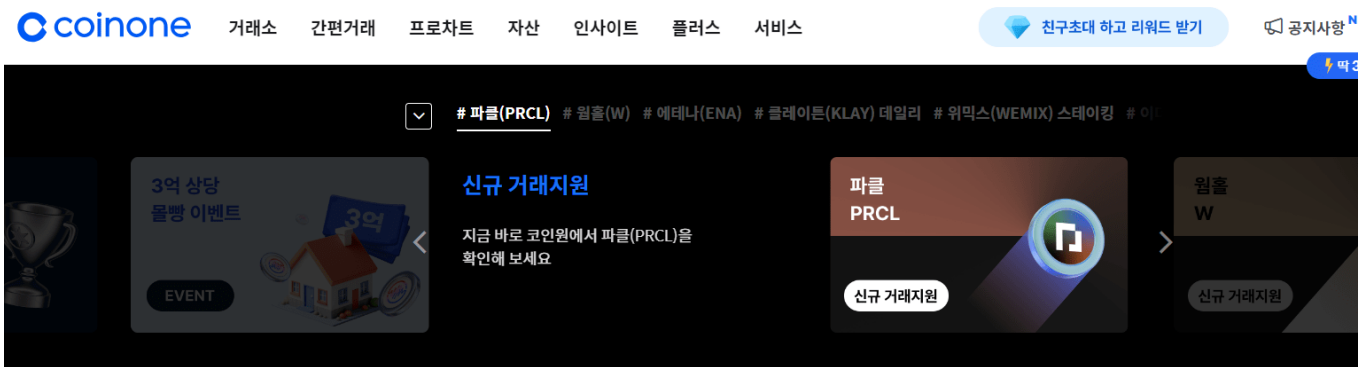 coinone 거래소 간편거래 프로차트 자산 인사이트 플러스 서비스 친구초대 하고 리워드 받기 공지사항 N
딱 3
# 파클(PRCL) # 웜홀(W) # 에테나(ENA) # 클레이튼(KLAY) 데일리 # 위믹스(WEMIX) 스테이킹 # 이
3억 상당
몰빵 이벤트
3억
EVENT
신규 거래지원
지금 바로 코인원에서 파클(PRCL)을
확인해 보세요
파클
PRCL
신규 거래지원
웜홀
W
신규 거래지원